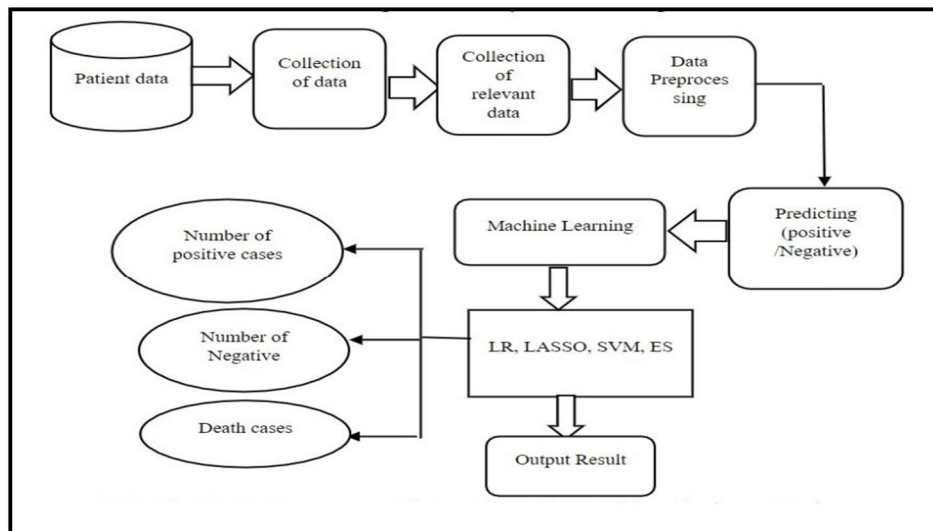 Patient data
Collection
of data
Collection
of
relevant
data
Data
Preproces
sing
Predicting
(positive
/Negative)
Machine Learning
LR, LASSO, SVM, ES
Number of
positive cases
Number of
Negative
Death cases
Output Result